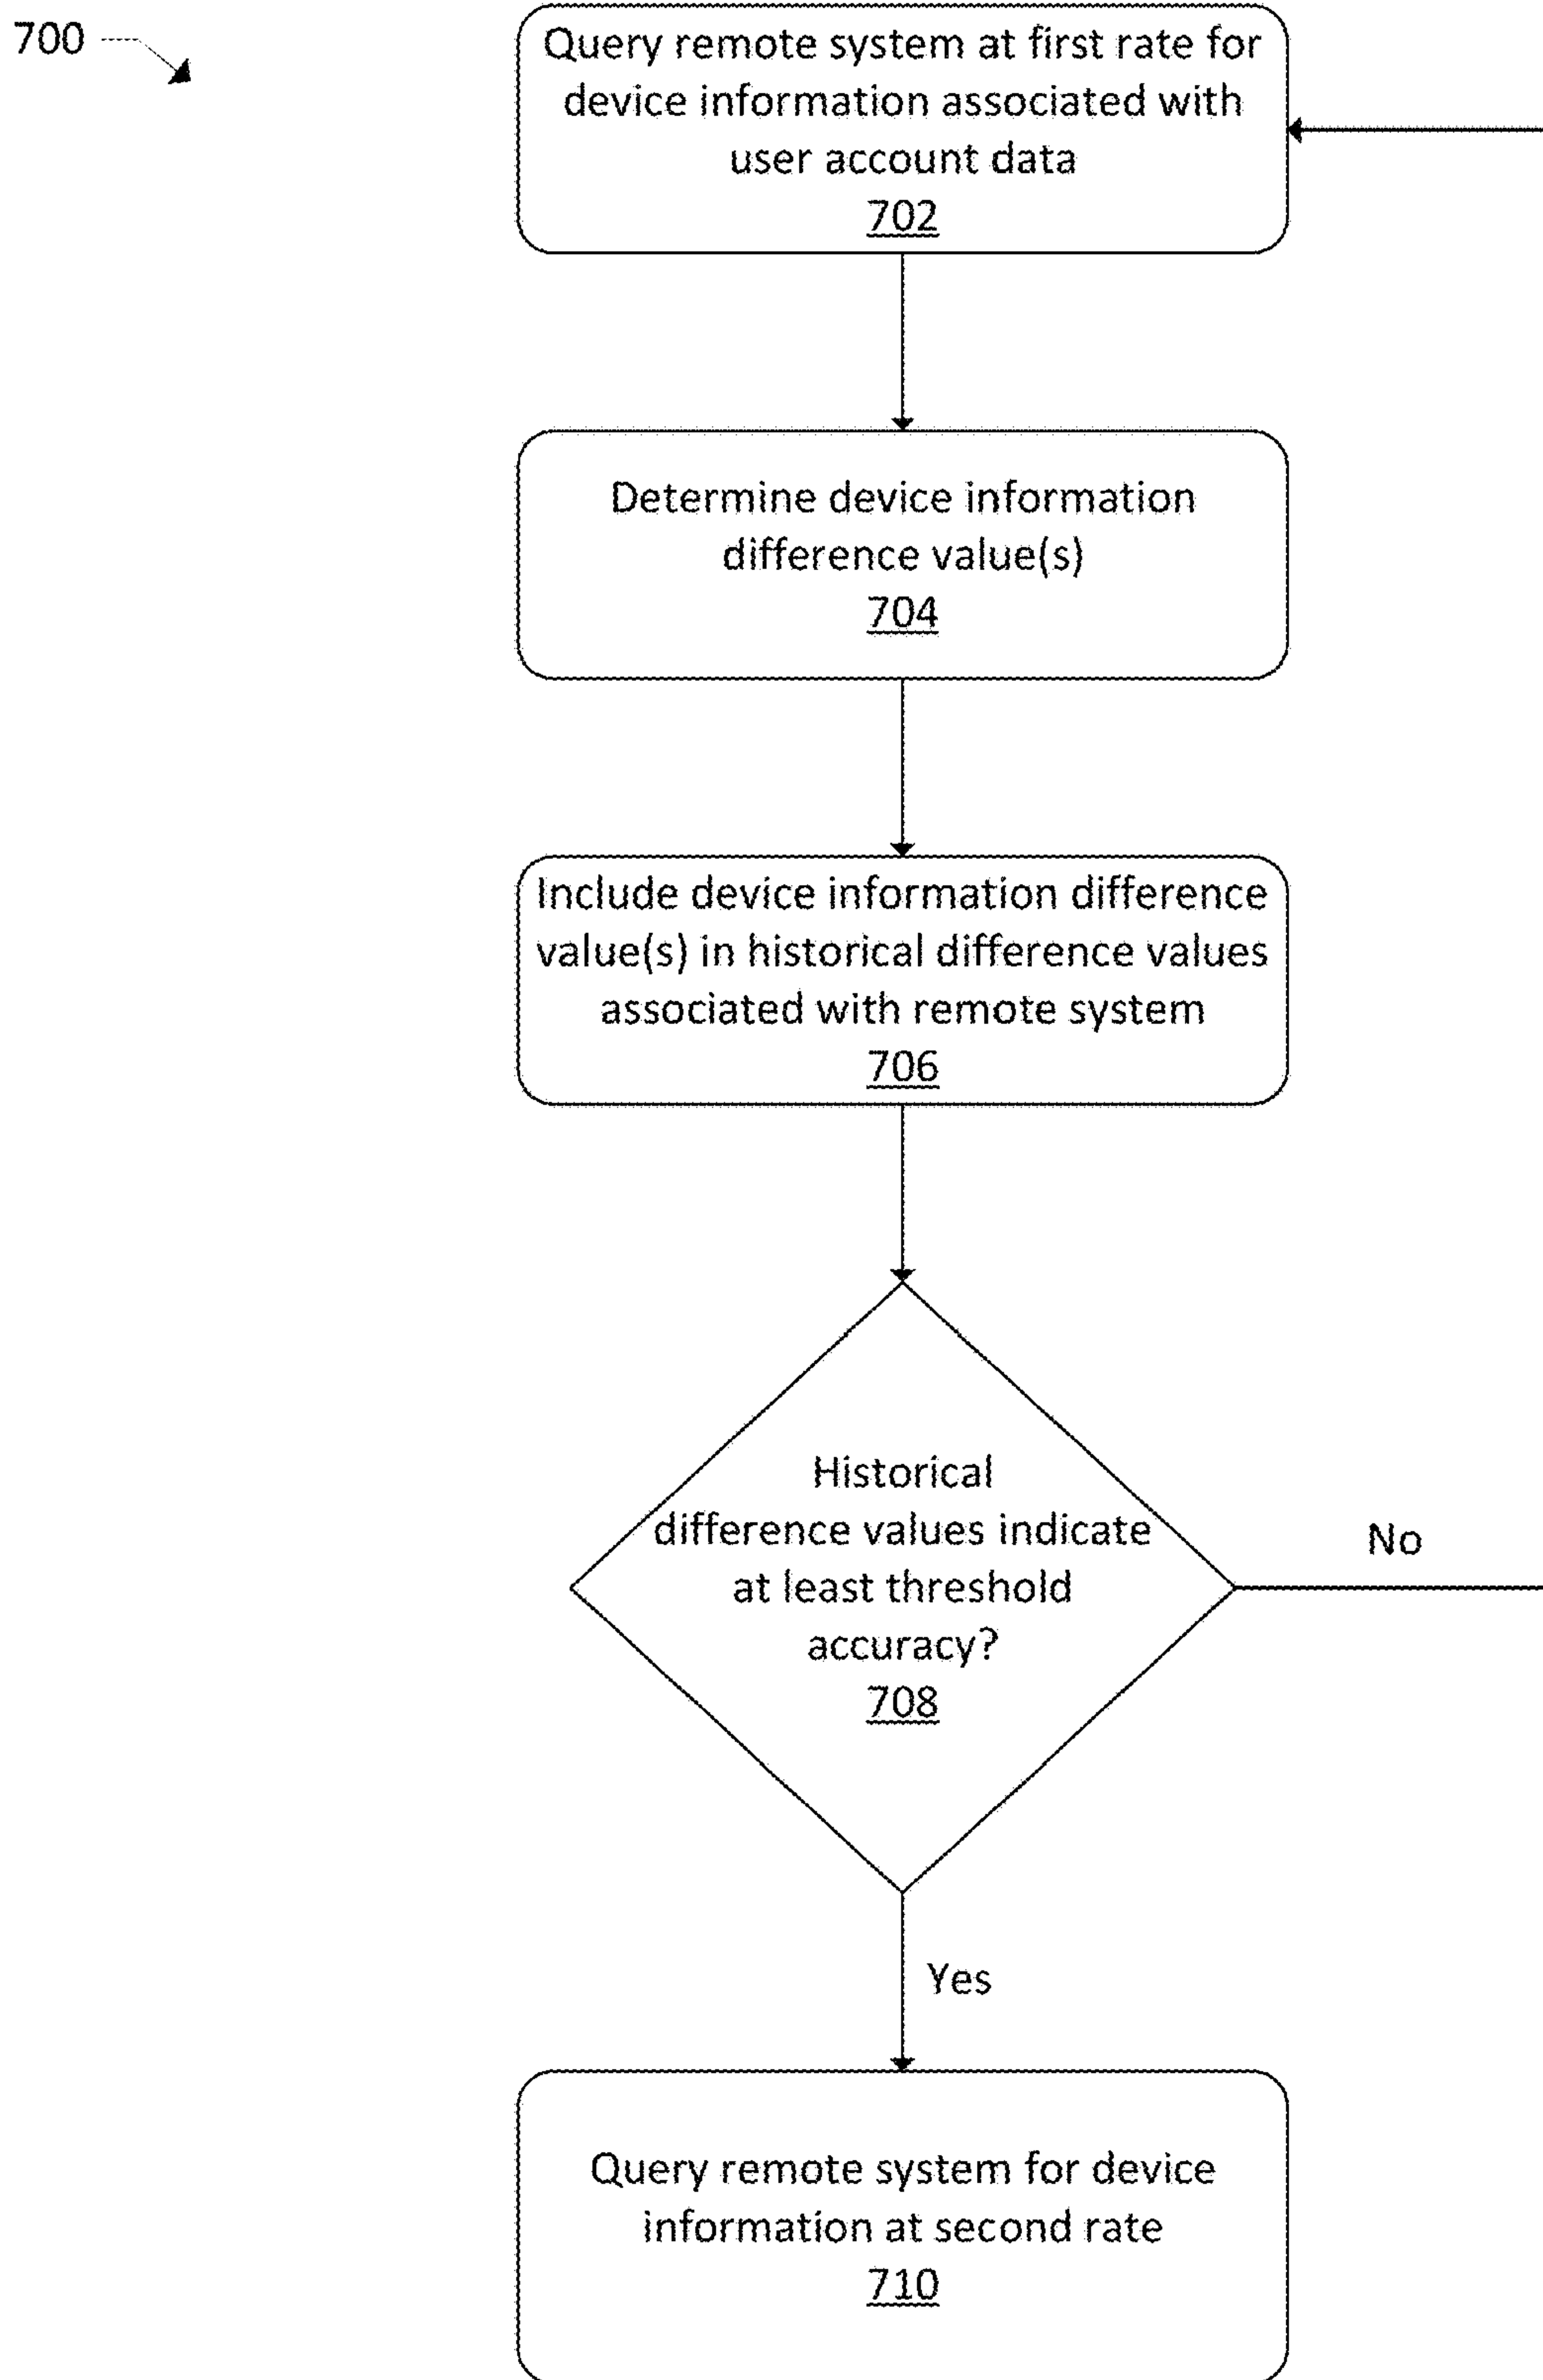 700
Query remote system at first rate for
device information associated with
user account data
702
Determine device information
difference value(s)
704
Include device information difference
value(s) in historical difference values
associated with remote system
706
Historical
difference values indicate
at least threshold
accuracy?
708
No
Yes
Query remote system for device
information at second rate
710